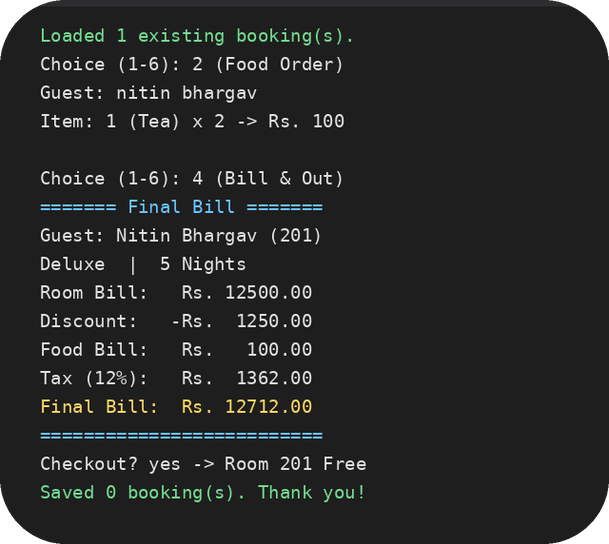 Loaded 1 existing booking(s).
Choice (1-6): 2 (Food Order)
Guest: nitin bhargav
Item: 1 (Tea) x 2 -> Rs. 100
Choice (1-6): 4 (Bill & Out)
======= Final Bill =======
Guest: Nitin Bhargav (201)
Deluxe  |  5 Nights
Room Bill:   Rs. 12500.00
Discount:   -Rs.  1250.00
Food Bill:   Rs.   100.00
Tax (12%):   Rs.  1362.00
Final Bill:  Rs. 12712.00
==========================
Checkout? yes -> Room 201 Free
Saved 0 booking(s). Thank you!